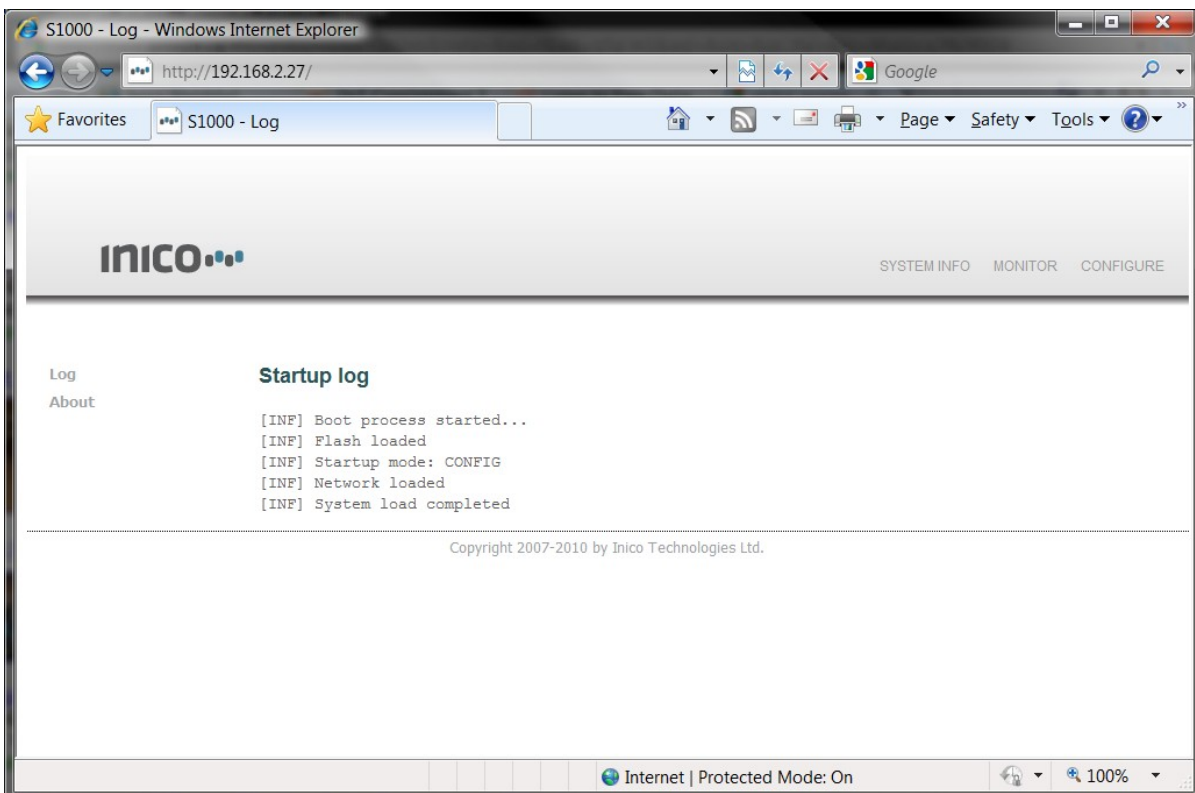 S1000 - Log - Windows Internet Explorer
http://192.168.2.27/
Google
Favorites
S1000 - Log
Page Safety Tools
INICO
SYSTEM INFO MONITOR CONFIGURE
Log
About
Startup log
[INF] Boot process started...
[INF] Flash loaded
[INF] Startup mode: CONFIG
[INF] Network loaded
[INF] System load completed
Copyright 2007-2010 by Inico Technologies Ltd.
Internet | Protected Mode: On
100%